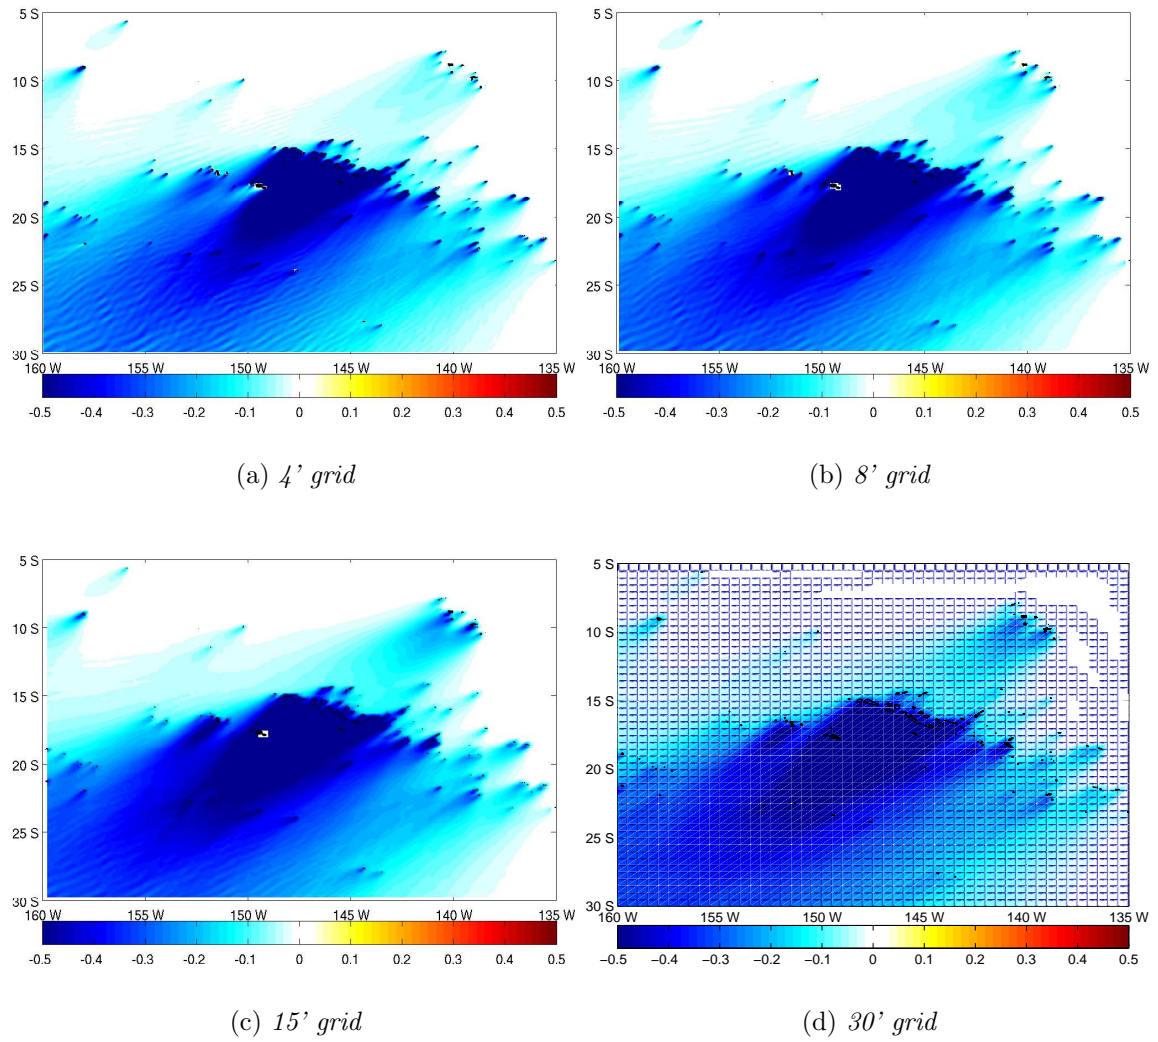 5 S
10 S
15 S
20 S
25 S
30 S
160 W 155 W 150 W 145 W 140 W 135 W
-0.5 -0.4 -0.3 -0.2 -0.1 0 0.1 0.2 0.3 0.4 0.5
(a) 4' grid
5 S
10 S
15 S
20 S
25 S
30 S
160 W 155 W 150 W 145 W 140 W 135 W
-0.5 -0.4 -0.3 -0.2 -0.1 0 0.1 0.2 0.3 0.4 0.5
(b) 8' grid
5 S
10 S
15 S
20 S
25 S
30 S
160 W 155 W 150 W 145 W 140 W 135 W
-0.5 -0.4 -0.3 -0.2 -0.1 0 0.1 0.2 0.3 0.4 0.5
(c) 15' grid
5 S
10 S
15 S
20 S
25 S
30 S
160 W 155 W 150 W 145 W 140 W 135 W
−0.5 −0.4 −0.3 −0.2 −0.1 0 0.1 0.2 0.3 0.4 0.5
(d) 30' grid